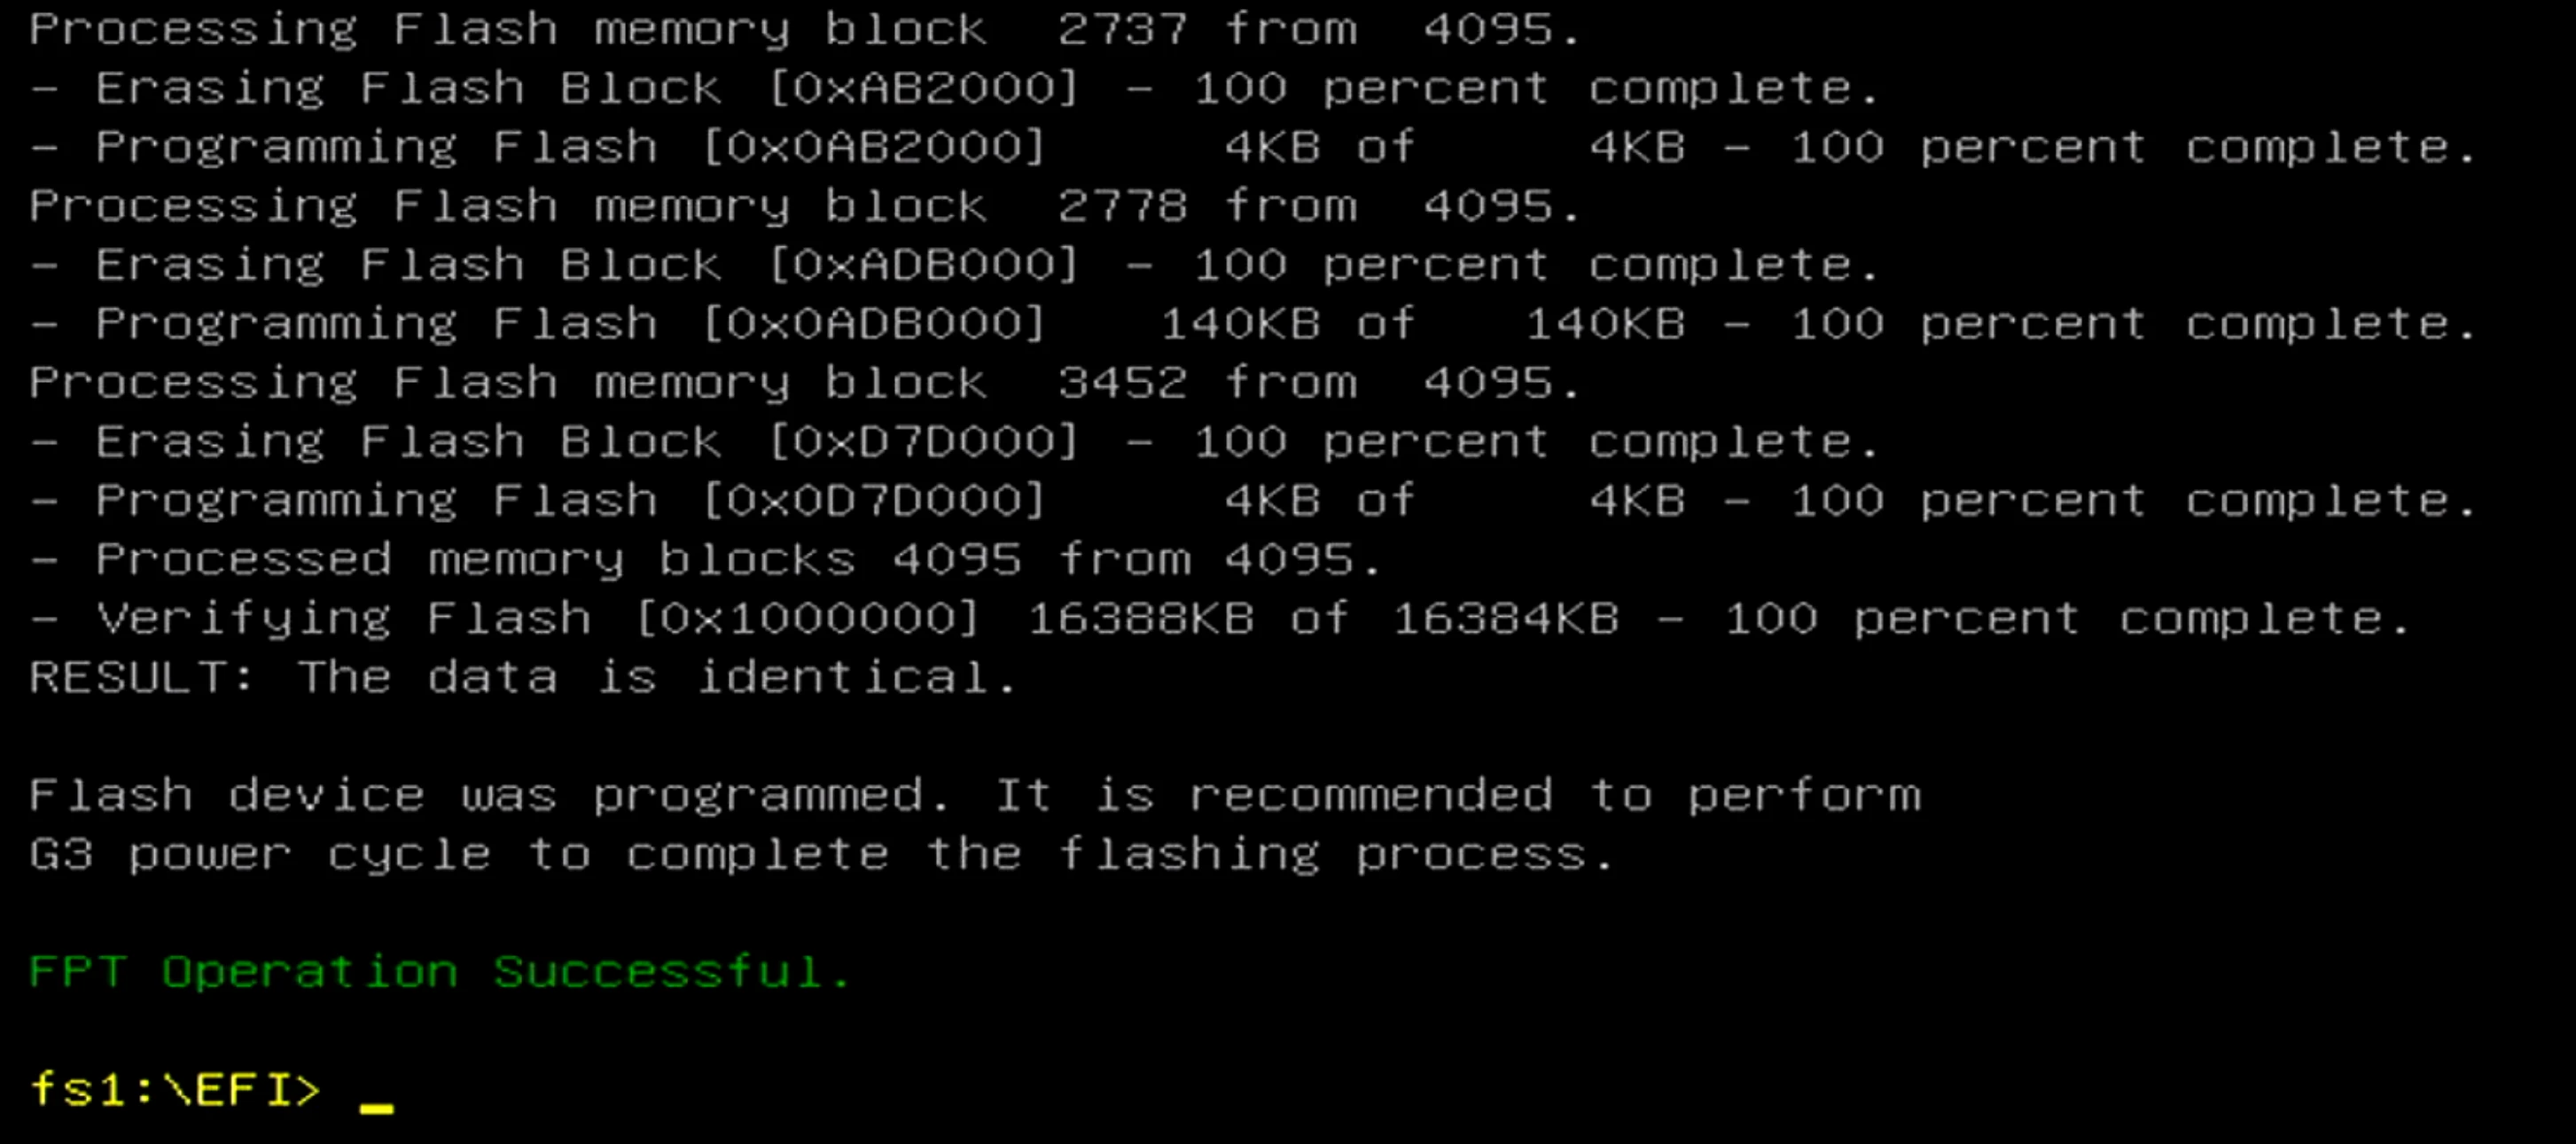 Processing Flash memory block  2737 from  4095.
- Erasing Flash Block [0xAB2000] - 100 percent complete.
- Programming Flash [0x0AB2000]     4KB of     4KB - 100 percent complete.
Processing Flash memory block  2778 from  4095.
- Erasing Flash Block [0xADB000] - 100 percent complete.
- Programming Flash [0x0ADB000]   140KB of   140KB - 100 percent complete.
Processing Flash memory block  3452 from  4095.
- Erasing Flash Block [0xD7D000] - 100 percent complete.
- Programming Flash [0x0D7D000]     4KB of     4KB - 100 percent complete.
- Processed memory blocks 4095 from 4095.
- Verifying Flash [0x1000000] 16388KB of 16384KB - 100 percent complete.
RESULT: The data is identical.
Flash device was programmed. It is recommended to perform
G3 power cycle to complete the flashing process.
FPT Operation Successful.
fs1:\EFI> _